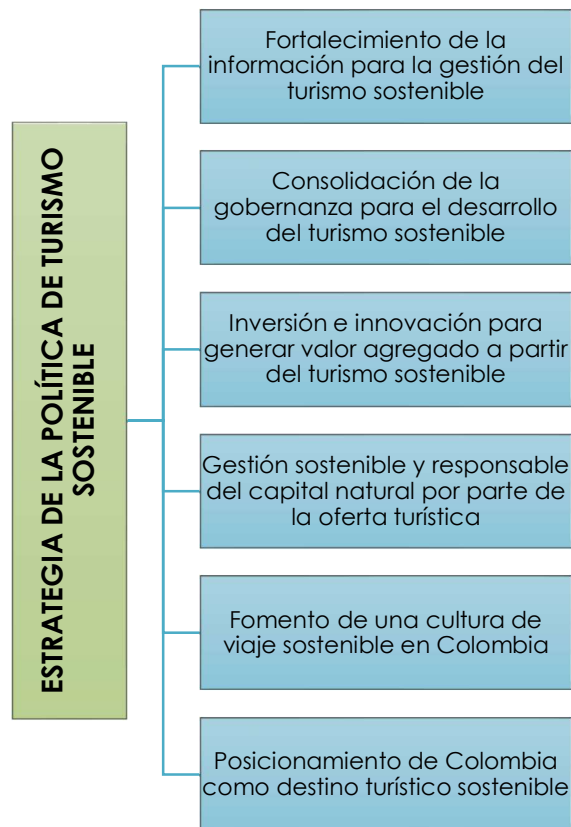 ESTRATEGIA DE LA POLÍTICA DE TURISMO
SOSTENIBLE
Fortalecimiento de la
información para la gestión del
turismo sostenible
Consolidación de la
gobernanza para el desarrollo
del turismo sostenible
Inversión e innovación para
generar valor agregado a partir
del turismo sostenible
Gestión sostenible y responsable
del capital natural por parte de
la oferta turística
Fomento de una cultura de
viaje sostenible en Colombia
Posicionamiento de Colombia
como destino turístico sostenible